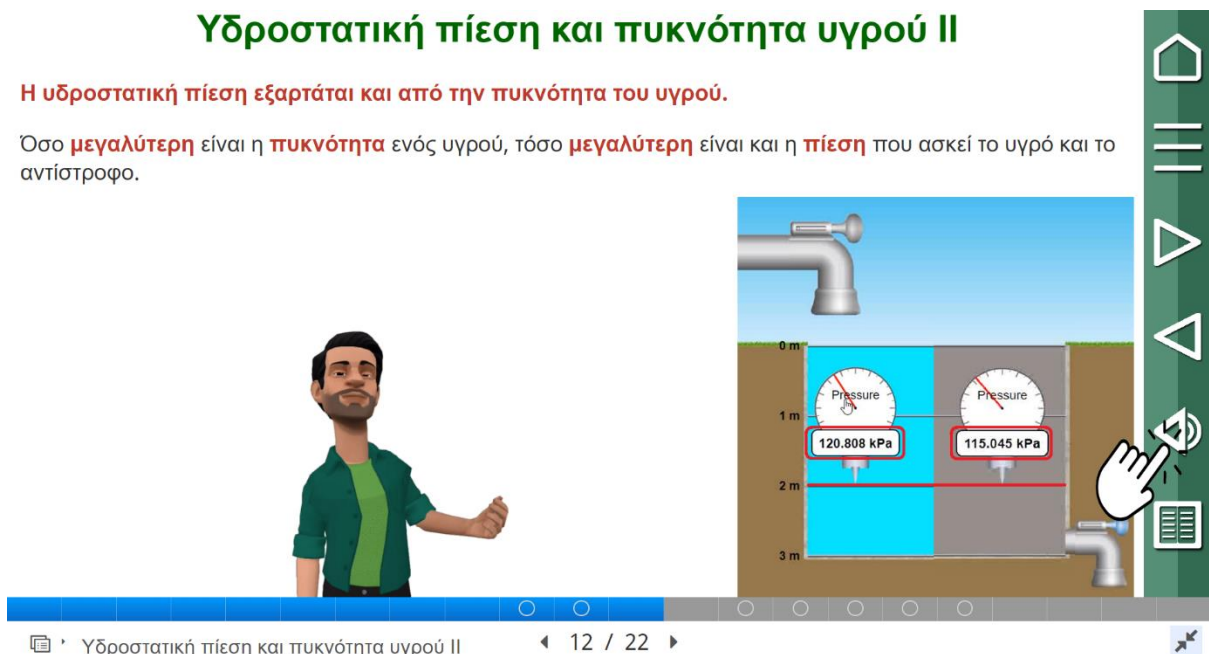 Υδροστατική πίεση και πυκνότητα υγρού II
Η υδροστατική πίεση εξαρτάται και από την πυκνότητα του υγρού.
Όσο μεγαλύτερη είναι η πυκνότητα ενός υγρού, τόσο μεγαλύτερη είναι και η πίεση που ασκεί το υγρό και το
αντίστροφο.
0 m
Pressure
Pressure
1 m
120.808 kPa
115.045 kPa
2 m
3 m
Υδροστατική πίεση και πυκνότητα υγρού II
12 / 22